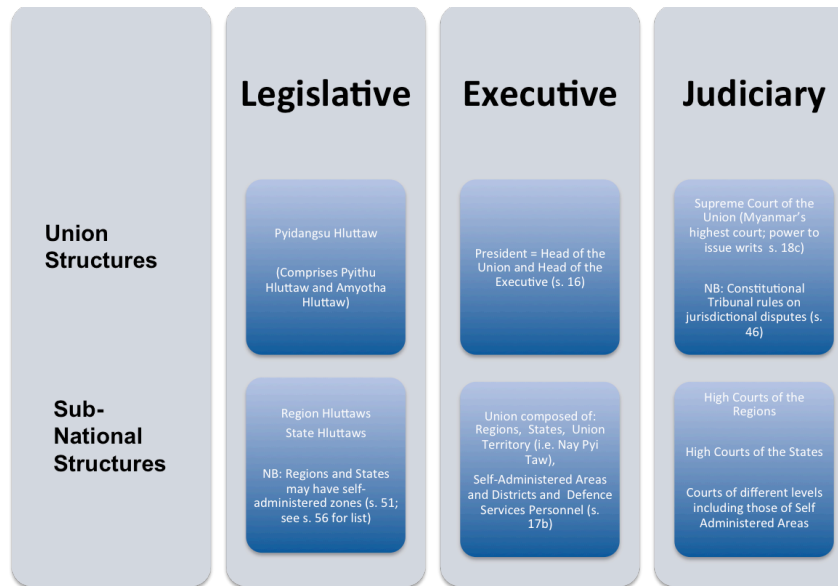 Legislative
Executive
Judiciary
Union
Structures
Pyidangsu Hluttaw
(Comprises Pyithu
Hluttaw and Amyotha
Hluttaw)
President = Head of the
Union and Head of the
Executive (s. 16)
Supreme Court of the
Union (Myanmar's
highest court; power to
issue writs s. 18c)
NB: Constitutional
Tribunal rules on
jurisdictional disputes (s.
46)
Sub-
National
Structures
Region Hluttaws
State Hluttaws
NB: Regions and States
may have self-
administered zones (s. 51;
see s. 56 for list)
Union composed of:
Regions, States, Union
Territory (i.e. Nay Pyi
Taw),
Self-Administered Areas
and Districts and Defence
Services Personnel (s.
17b)
High Courts of the
Regions
High Courts of the States
Courts of different levels
including those of Self
Administered Areas